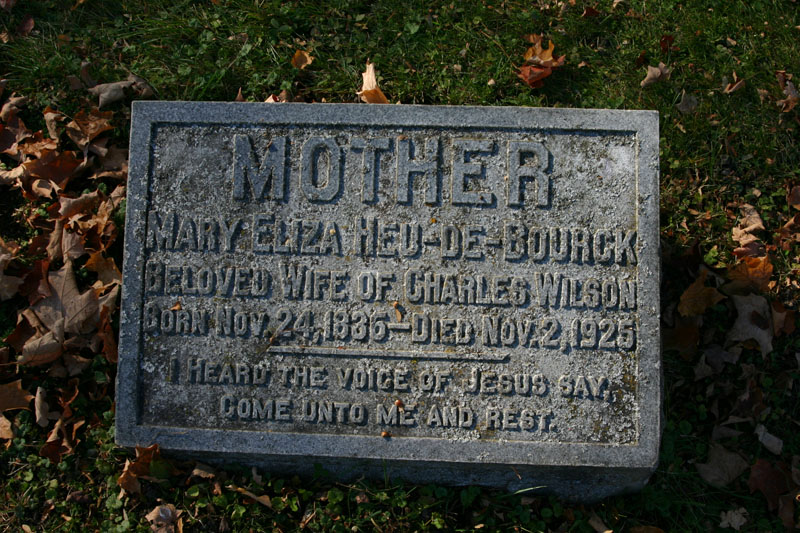 MOTHER
MARY ELIZA HEU-DE-BOURCK
BELOVED WIFE OF CHARLES WILSON
BORN NOV. 24, 1836 – DIED NOV. 2, 1925
I HEARD THE VOICE OF JESUS SAY,
COME UNTO ME AND REST.